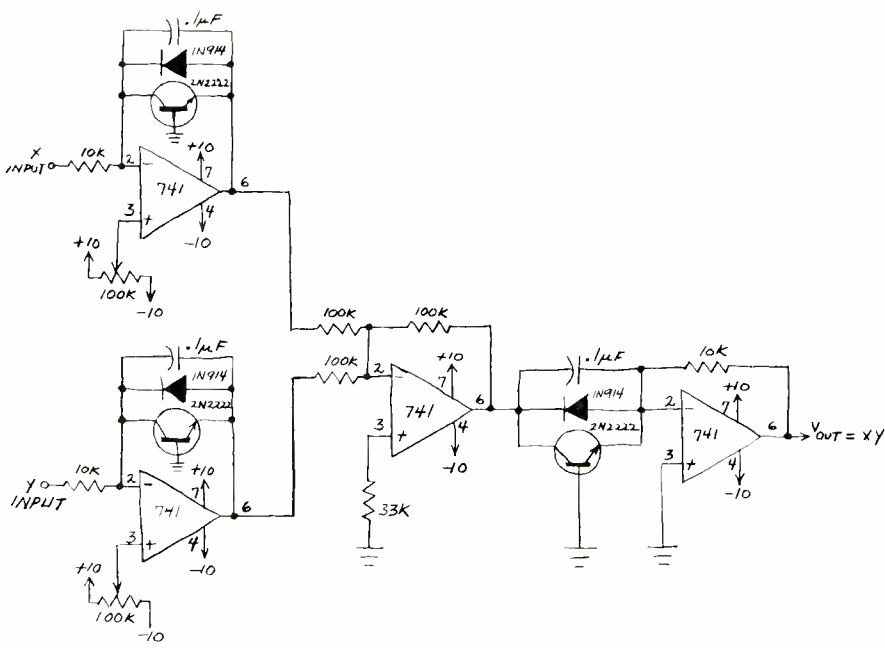 .1µF
1N914
2N2222
X
INPUT
10K
2
-
+10
7
741
6
3
+
4
-10
+10
100K
-10
.1µF
1N914
2N2222
Y
INPUT
10K
2
-
+10
7
741
6
3
+
4
-10
+10
100K
-10
100K
100K
100K
2
-
+10
7
741
6
3
+
4
-10
33K
.1µF
1N914
2N2222
10K
2
-
+10
7
741
6
3
+
4
-10
VOUT = XY